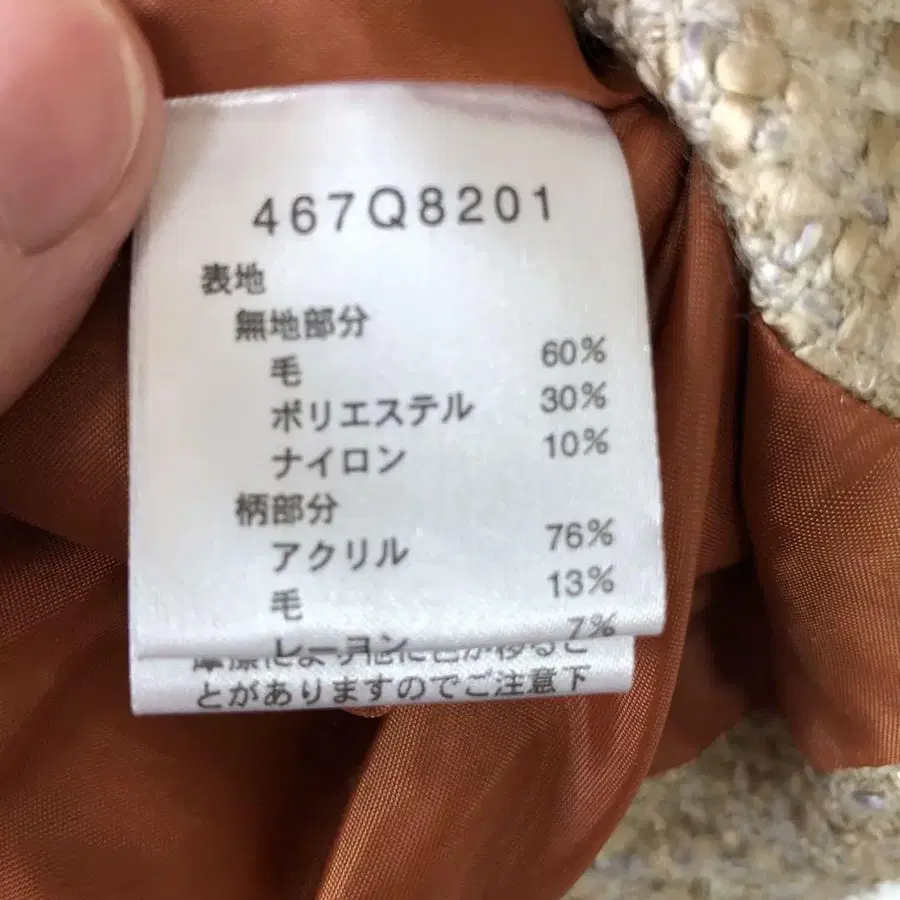 467Q8201
表地
無地部分
毛 60%
ポリエステル 30%
ナイロン 10%
柄部分
アクリル 76%
毛 13%
レーヨン 7%
とがありますのでご注意下